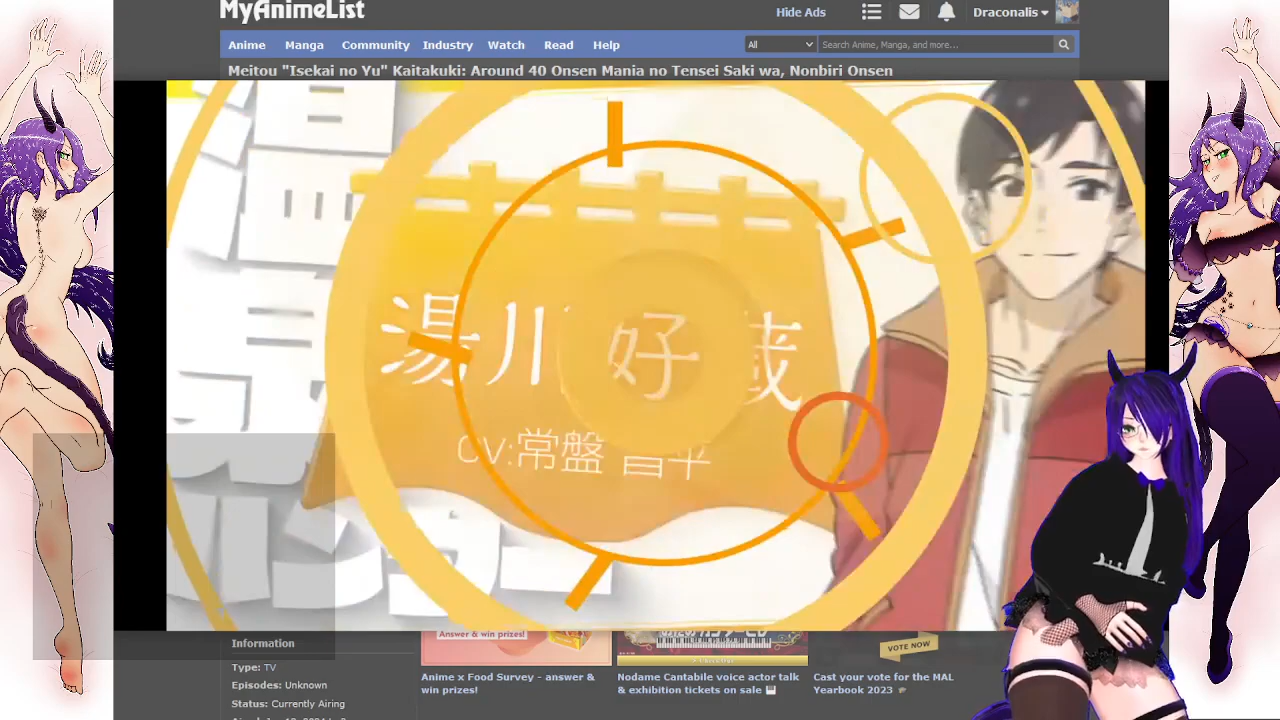 MyAnimeList
Hide Ads
Draconalis
Anime Manga Community Industry Watch Read Help
All
Search Anime, Manga, and more...
Meitou "Isekai no Yu" Kaitakuki: Around 40 Onsen Mania no Tensei Saki wa, Nonbiri Onsen
湯川 好蔵
CV:常盤 昌平
Information
Type: TV
Episodes: Unknown
Status: Currently Airing
Answer & win prizes!
Anime x Food Survey - answer &
win prizes!
Nodame Cantabile voice actor talk
& exhibition tickets on sale
VOTE NOW
Cast your vote for the MAL
Yearbook 2023